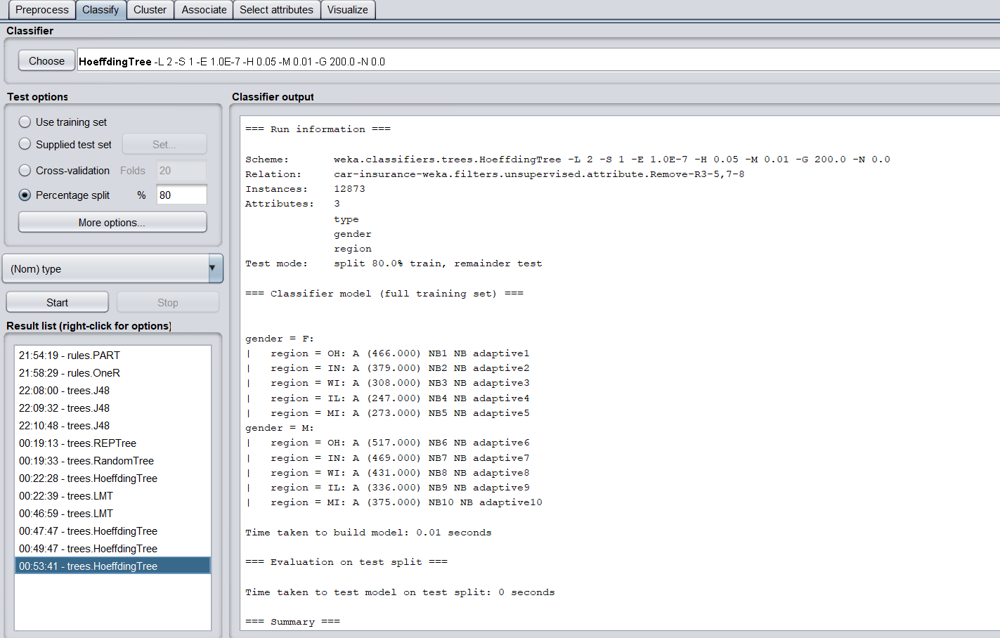 Preprocess Classify Cluster Associate Select attributes Visualize
Classifier
Choose HoeffdingTree -L 2 -S 1 -E 1.0E-7 -H 0.05 -M 0.01 -G 200.0 -N 0.0
Test options
Use training set
Supplied test set Set...
Cross-validation Folds 20
Percentage split % 80
More options...
(Nom) type
Start Stop
Result list (right-click for options)
21:54:19 - rules.PART
21:58:29 - rules.OneR
22:08:00 - trees.J48
22:09:32 - trees.J48
22:10:48 - trees.J48
00:19:13 - trees.REPTree
00:19:33 - trees.RandomTree
00:22:28 - trees.HoeffdingTree
00:22:39 - trees.LMT
00:46:59 - trees.LMT
00:47:47 - trees.HoeffdingTree
00:49:47 - trees.HoeffdingTree
00:53:41 - trees.HoeffdingTree
Classifier output
=== Run information ===
Scheme: weka.classifiers.trees.HoeffdingTree -L 2 -S 1 -E 1.0E-7 -H 0.05 -M 0.01 -G 200.0 -N 0.0
Relation: car-insurance-weka.filters.unsupervised.attribute.Remove-R3-5,7-8
Instances: 12873
Attributes: 3
type
gender
region
Test mode: split 80.0% train, remainder test
=== Classifier model (full training set) ===
gender = F:
| region = OH: A (466.000) NB1 NB adaptive1
| region = IN: A (379.000) NB2 NB adaptive2
| region = WI: A (308.000) NB3 NB adaptive3
| region = IL: A (247.000) NB4 NB adaptive4
| region = MI: A (273.000) NB5 NB adaptive5
gender = M:
| region = OH: A (517.000) NB6 NB adaptive6
| region = IN: A (469.000) NB7 NB adaptive7
| region = WI: A (431.000) NB8 NB adaptive8
| region = IL: A (336.000) NB9 NB adaptive9
| region = MI: A (375.000) NB10 NB adaptive10
Time taken to build model: 0.01 seconds
=== Evaluation on test split ===
Time taken to test model on test split: 0 seconds
=== Summary ===